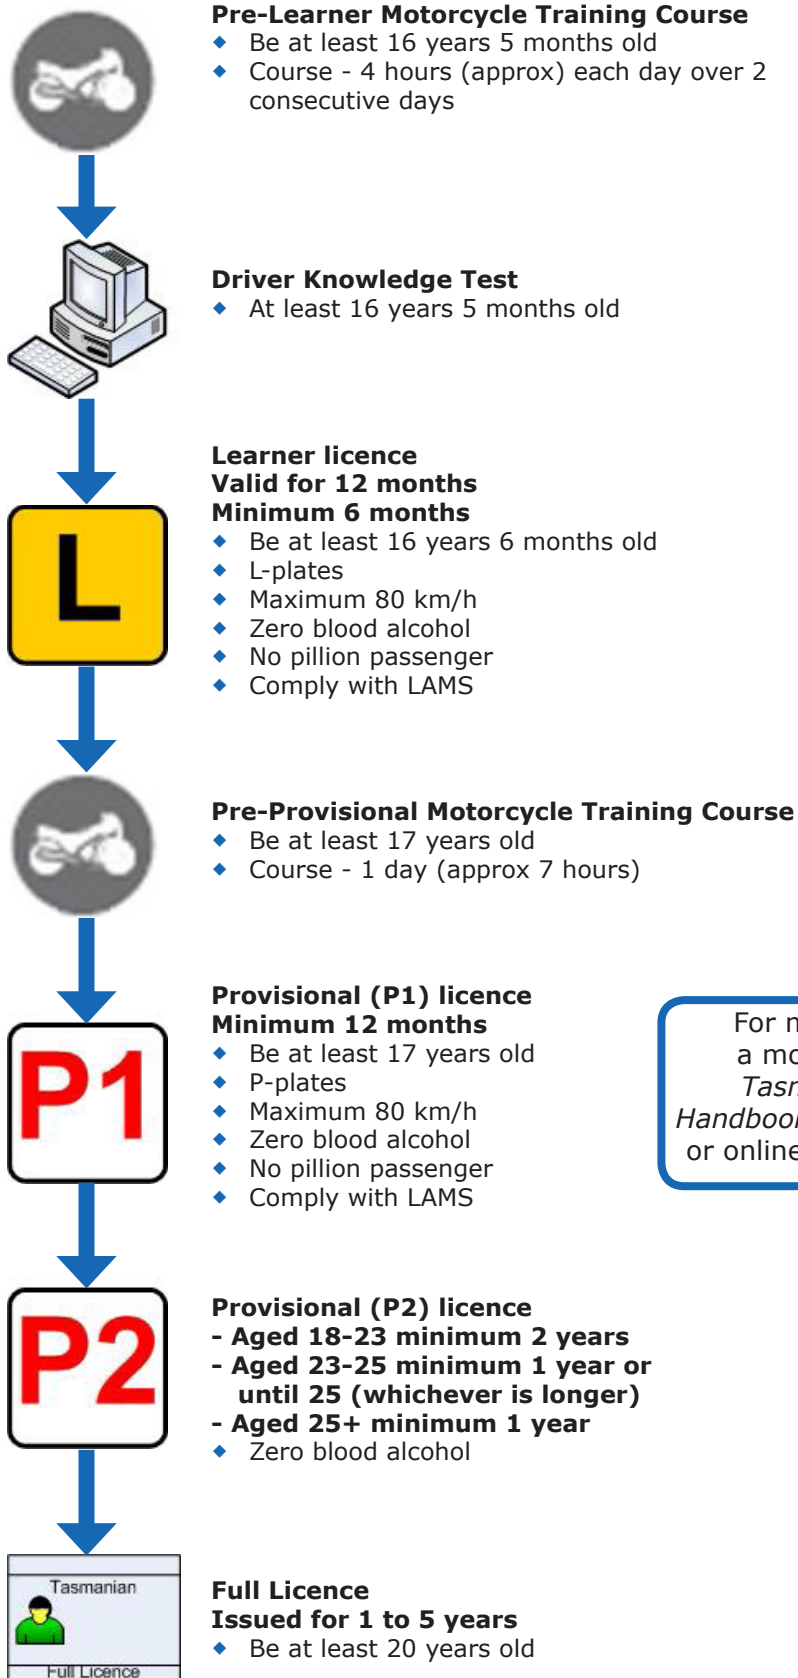 Pre-Learner Motorcycle Training Course
◆ Be at least 16 years 5 months old
◆ Course - 4 hours (approx) each day over 2
consecutive days
Driver Knowledge Test
◆ At least 16 years 5 months old
Learner licence
Valid for 12 months
Minimum 6 months
L
◆ Be at least 16 years 6 months old
◆ L-plates
◆ Maximum 80 km/h
◆ Zero blood alcohol
◆ No pillion passenger
◆ Comply with LAMS
Pre-Provisional Motorcycle Training Course
◆ Be at least 17 years old
◆ Course - 1 day (approx 7 hours)
Provisional (P1) licence
Minimum 12 months
P1
◆ Be at least 17 years old
◆ P-plates
◆ Maximum 80 km/h
◆ Zero blood alcohol
◆ No pillion passenger
◆ Comply with LAMS
For
a
Handbook
or online
Provisional (P2) licence
- Aged 18-23 minimum 2 years
- Aged 23-25 minimum 1 year or
until 25 (whichever is longer)
- Aged 25+ minimum 1 year
◆ Zero blood alcohol
P2
Tasmanian
Full Licence
Full Licence
Issued for 1 to 5 years
◆ Be at least 20 years old